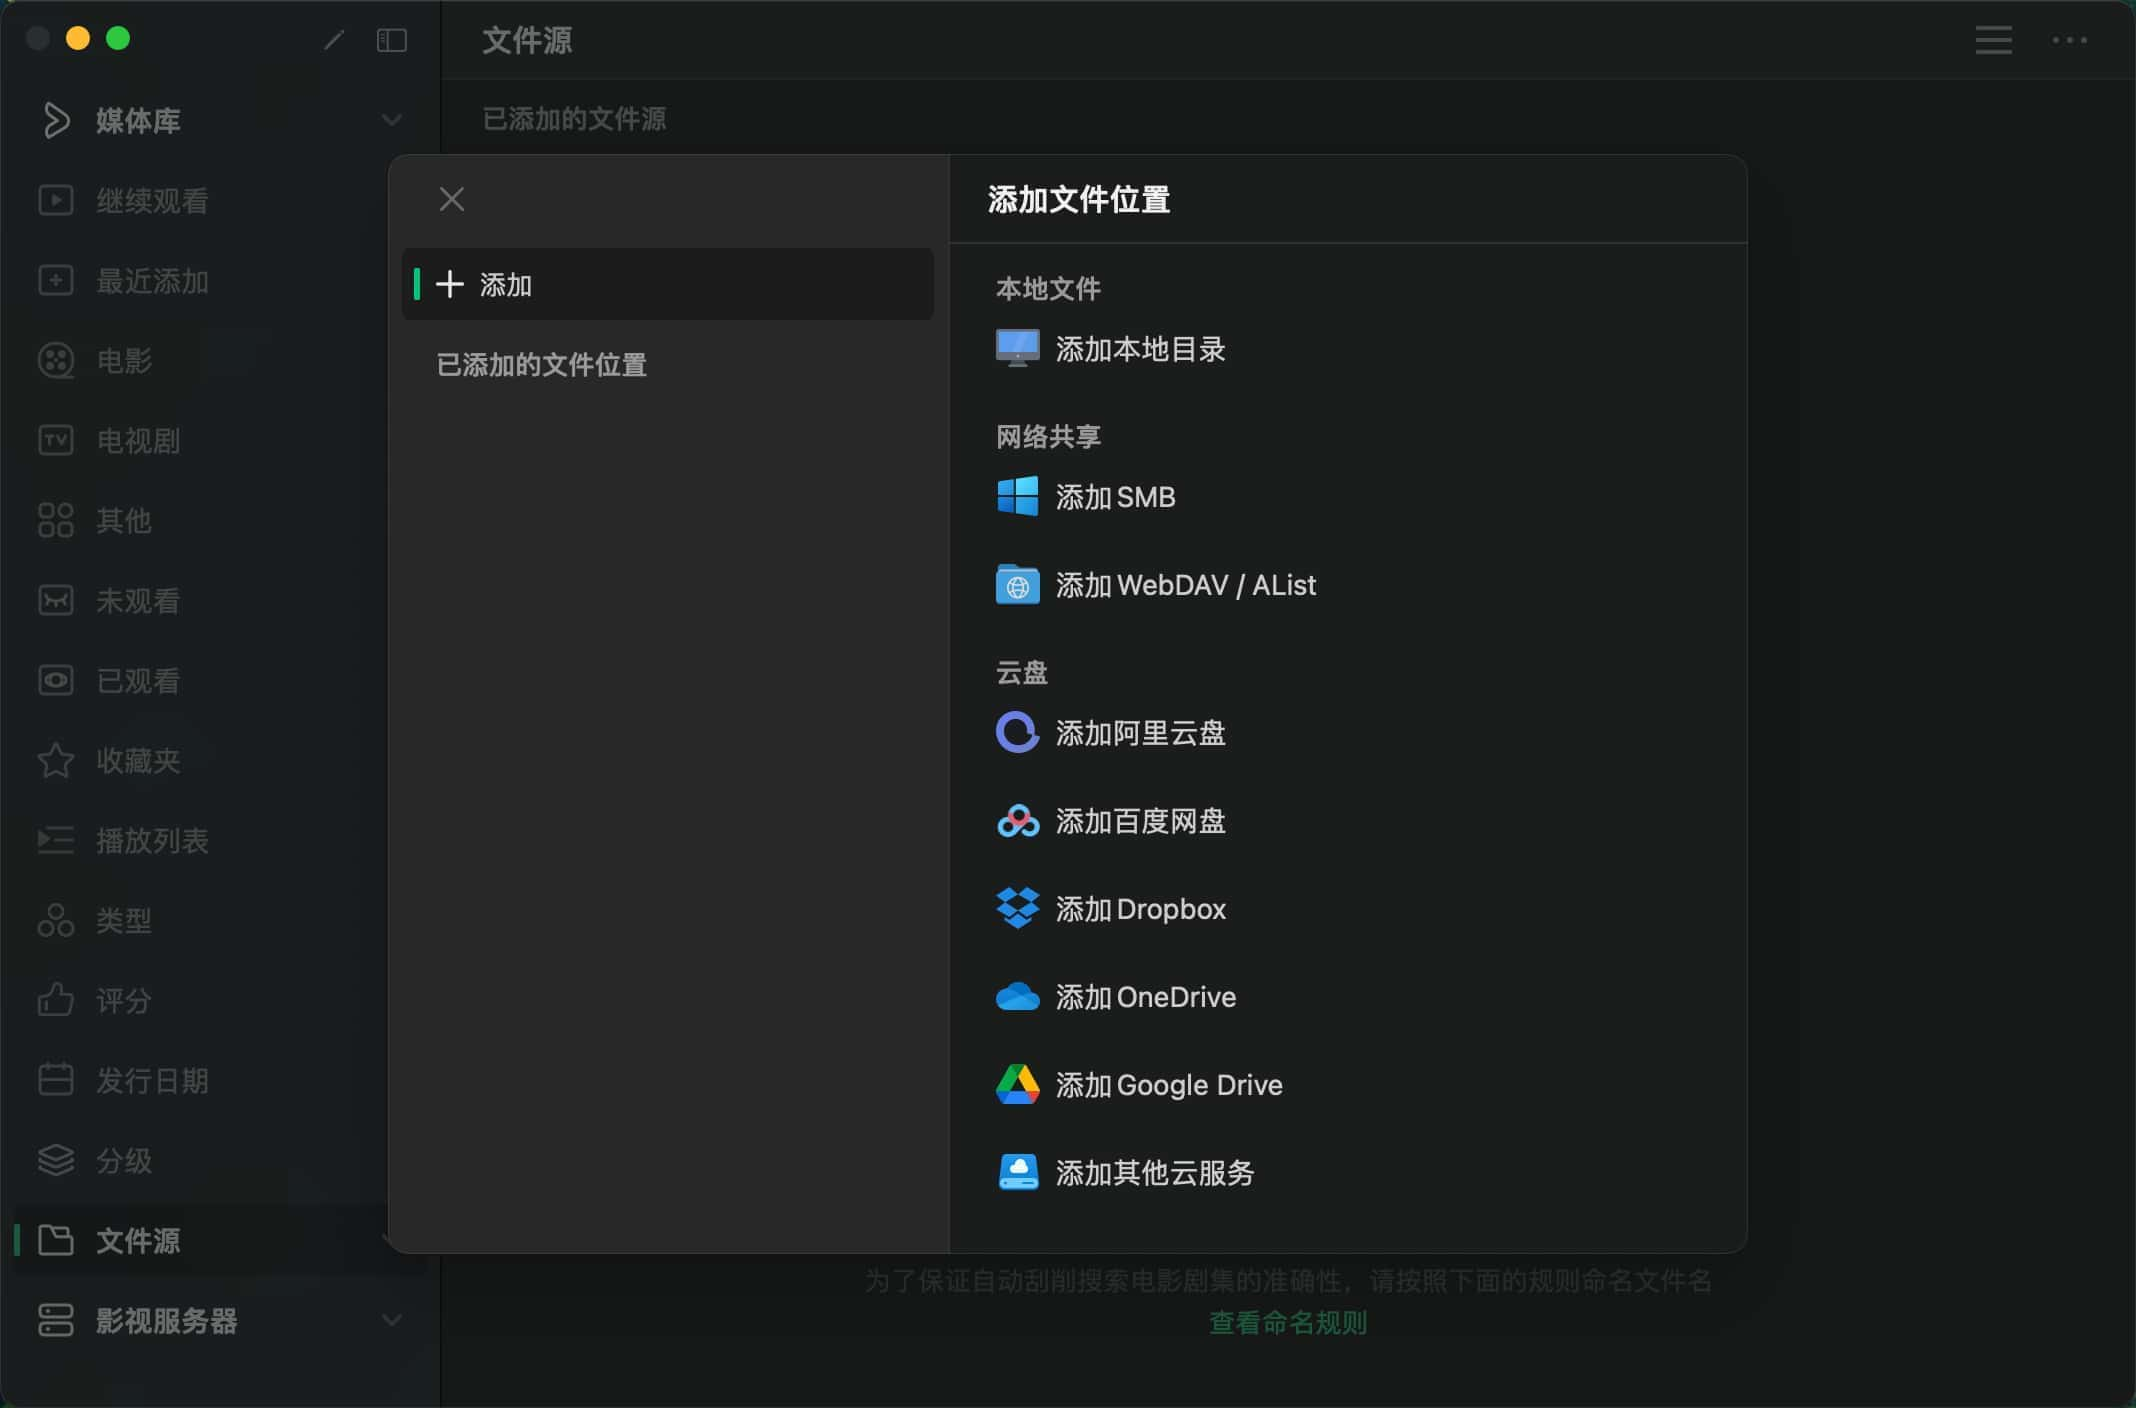 文件源
媒体库
继续观看
最近添加
电影
TV
电视剧
其他
未观看
已观看
收藏夹
播放列表
类型
评分
发行日期
分级
文件源
影视服务器
已添加的文件源
添加
已添加的文件位置
添加文件位置
本地文件
添加本地目录
网络共享
添加 SMB
添加 WebDAV / AList
云盘
添加阿里云盘
添加百度网盘
添加 Dropbox
添加 OneDrive
添加 Google Drive
添加其他云服务
为了保证自动刮削搜索电影剧集的准确性，请按照下面的规则命名文件名
查看命名规则